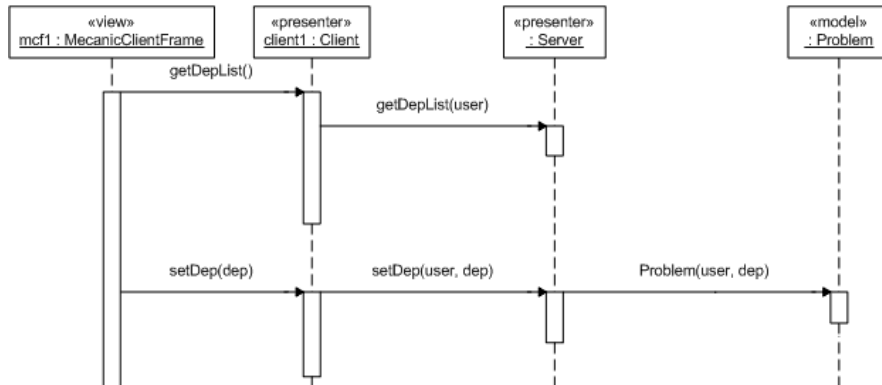 «view»
mcf1 : MecanicClientFrame
«presenter»
client1 : Client
«presenter»
: Server
«model»
: Problem
getDepList()
getDepList(user)
setDep(dep)
setDep(user, dep)
Problem(user, dep)